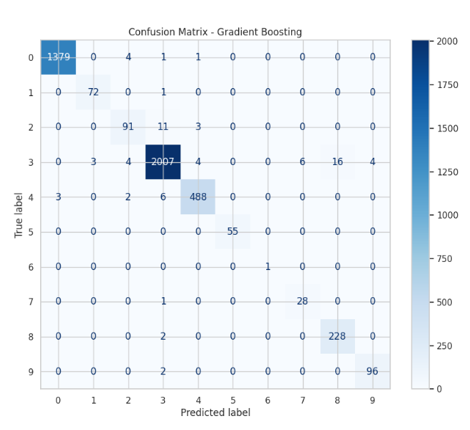 Confusion Matrix - Gradient Boosting
0 1379 0 4 1 1 0 0 0 0 0
1 0 72 0 1 0 0 0 0 0 0
2 0 0 91 11 3 0 0 0 0 0
3 0 3 4 2007 4 0 0 6 16 4
4 3 0 2 6 488 0 0 0 0 0
5 0 0 0 0 0 55 0 0 0 0
6 0 0 0 0 0 0 1 0 0 0
7 0 0 0 1 0 0 0 28 0 0
8 0 0 0 2 0 0 0 0 228 0
9 0 0 0 2 0 0 0 0 0 96
0 1 2 3 4 5 6 7 8 9
True label
Predicted label
2000
1750
1500
1250
1000
750
500
250
0